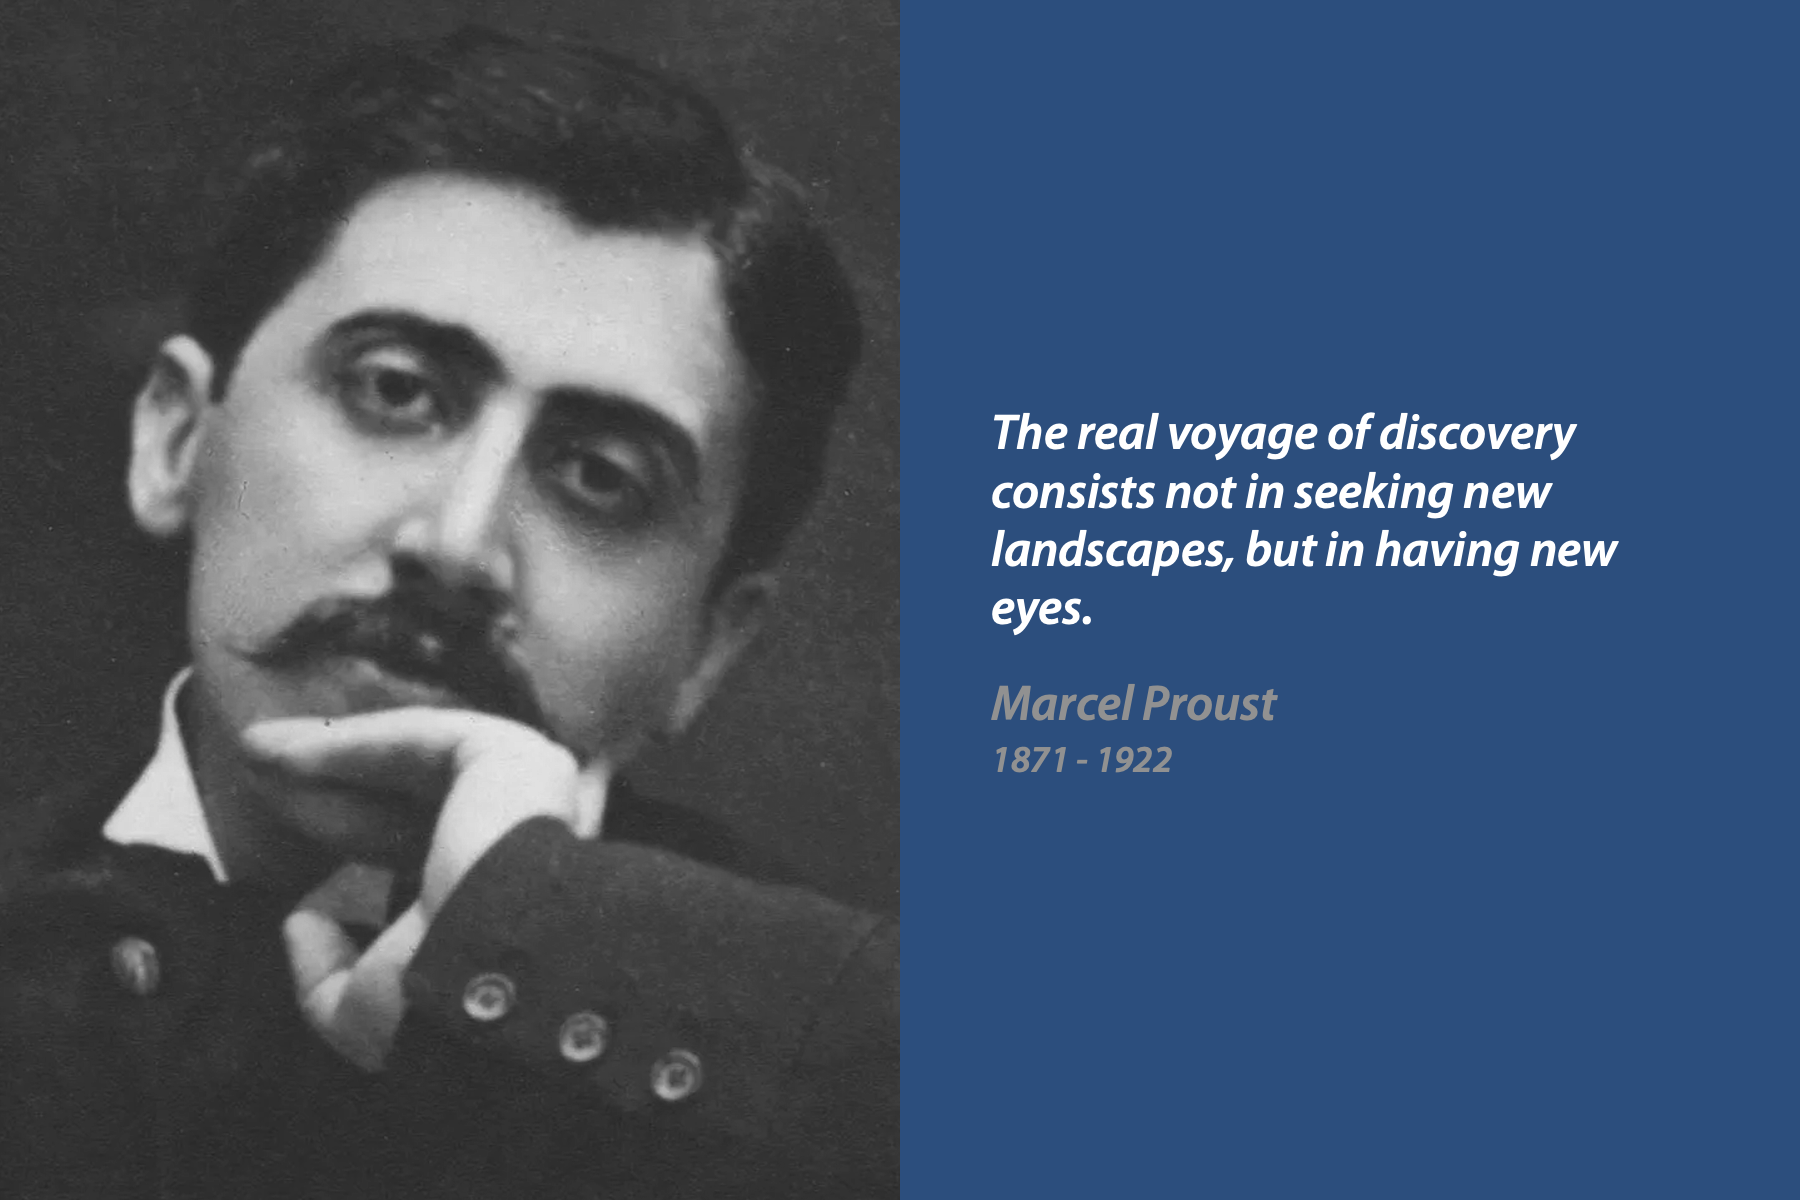 The real voyage of discovery
consists not in seeking new
landscapes, but in having new
eyes.
Marcel Proust
1871 - 1922